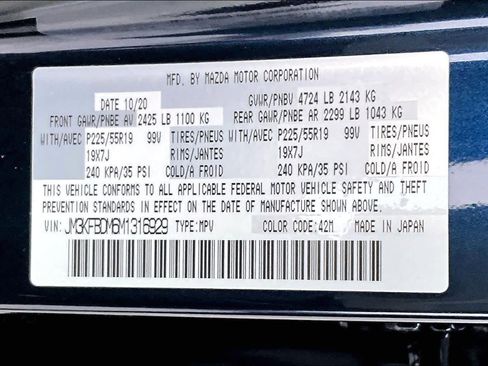 MFD. BY MAZDA MOTOR CORPORATION
DATE 10/20 GVWR/PNBV 4724 LB 2143 KG
FRONT GAWR/PNBE AV 2425 LB 1100 KG REAR GAWR/PNBE AR 2299 LB 1043 KG
WITH/AVEC P225/55R19 99V TIRES/PNEUS WITH/AVEC P225/55R19 99V TIRES/PNEUS
19X7J RIMS/JANTES 19X7J RIMS/JANTES
240 KPA/35 PSI COLD/A FROID 240 KPA/35 PSI COLD/A FROID
THIS VEHICLE CONFORMS TO ALL APPLICABLE FEDERAL MOTOR VEHICLE SAFETY AND THEFT
PREVENTION STANDARDS IN EFFECT ON THE DATE OF MANUFACTURE SHOWN ABOVE.
VIN: JM3KFBDM6M1316929 TYPE:MPV COLOR CODE:42M MADE IN JAPAN